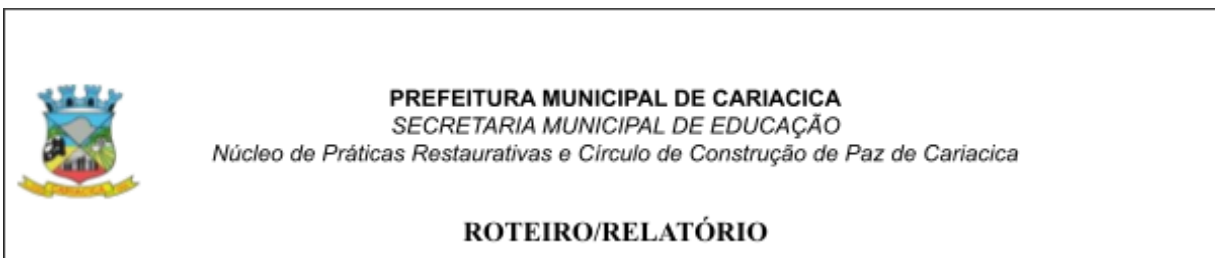 PREFEITURA MUNICIPAL DE CARIACICA
SECRETARIA MUNICIPAL DE EDUCAÇÃO
Núcleo de Práticas Restaurativas e Círculo de Construção de Paz de Cariacica
CARIACICA
ROTEIRO/RELATÓRIO